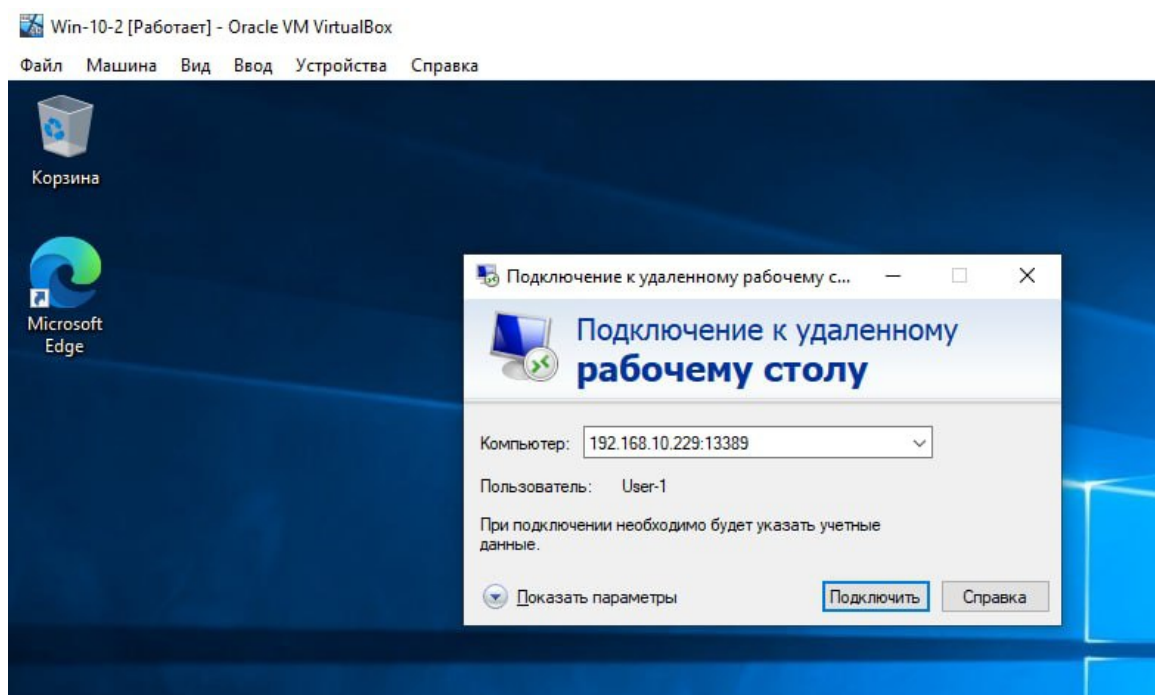 Win-10-2 [Работает] - Oracle VM VirtualBox
Файл Машина Вид Ввод Устройства Справка
Корзина
Microsoft
Edge
Подключение к удаленному рабочему с...
Подключение к удаленному
рабочему столу
Компьютер: 192.168.10.229:13389
Пользователь: User-1
При подключении необходимо будет указать учетные
данные.
Показать параметры Подключить Справка